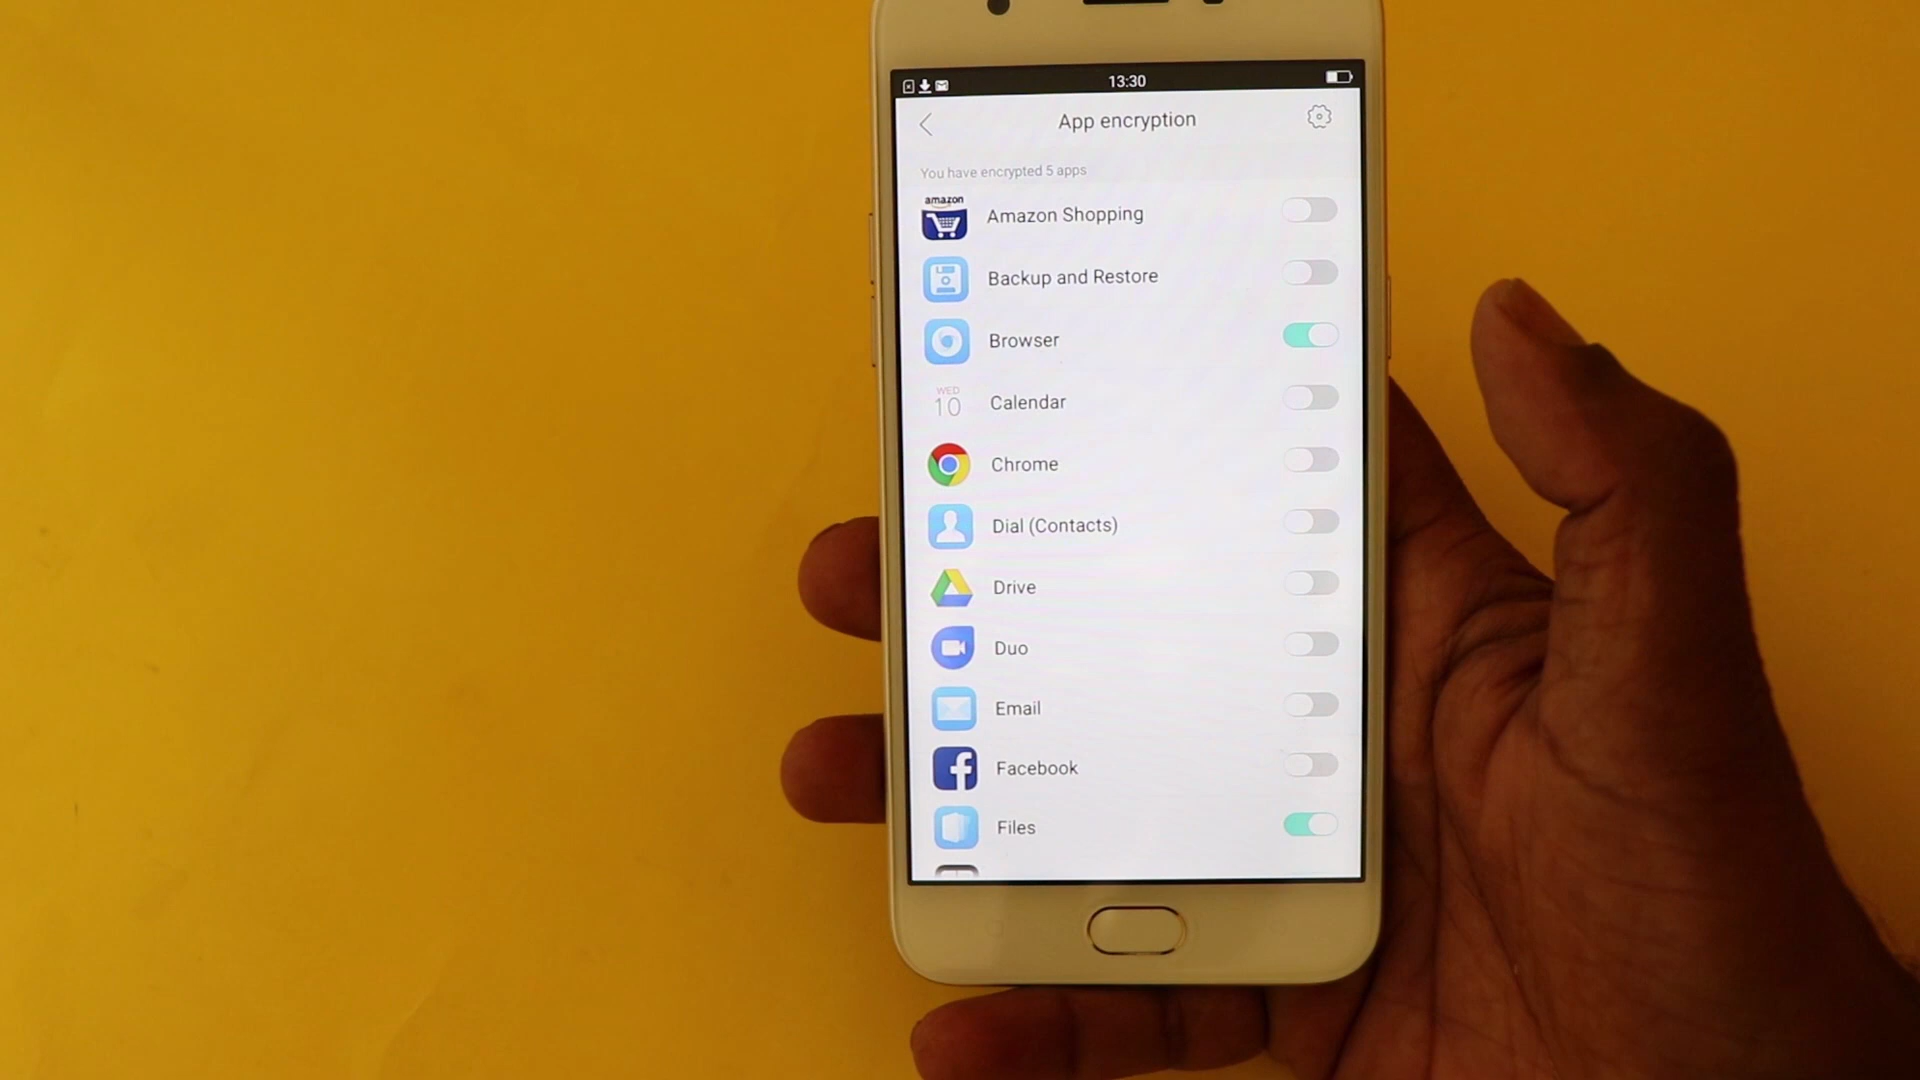 13:30
App encryption
You have encrypted 5 apps
amazon
Amazon Shopping
Backup and Restore
Browser
WED
10
Calendar
Chrome
Dial (Contacts)
Drive
Duo
Email
Facebook
Files